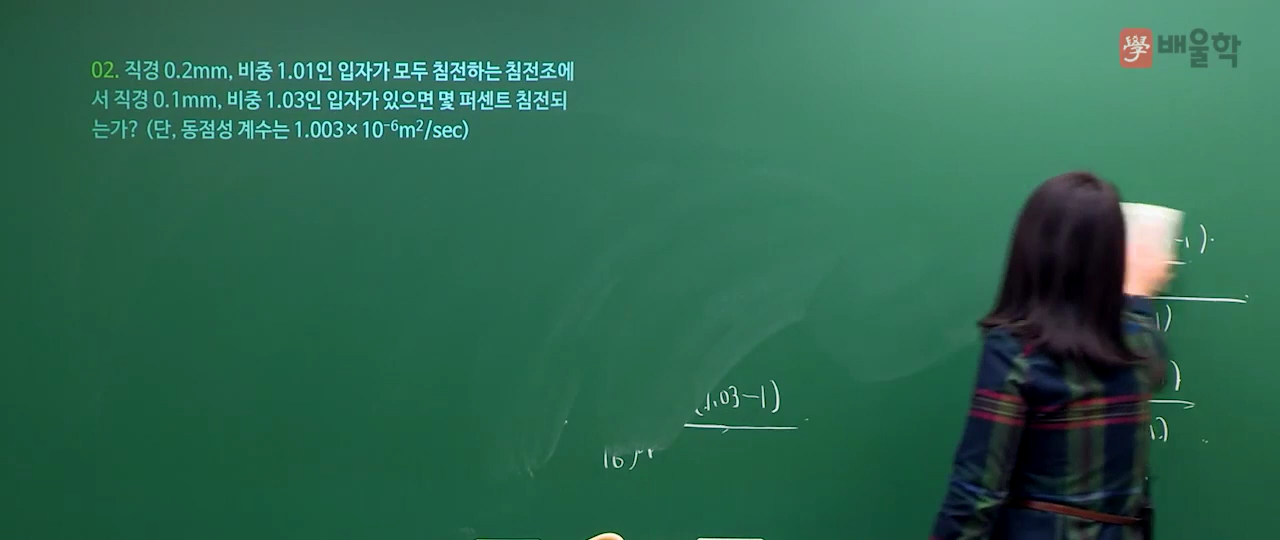 學 배울학
02. 직경 0.2mm, 비중 1.01인 입자가 모두 침전하는 침전조에
서 직경 0.1mm, 비중 1.03인 입자가 있으면 몇 퍼센트 침전되
는가? (단, 동점성 계수는 1.003×10⁻⁶m²/sec)
-1)
1)
)
1)
(1.03-1)